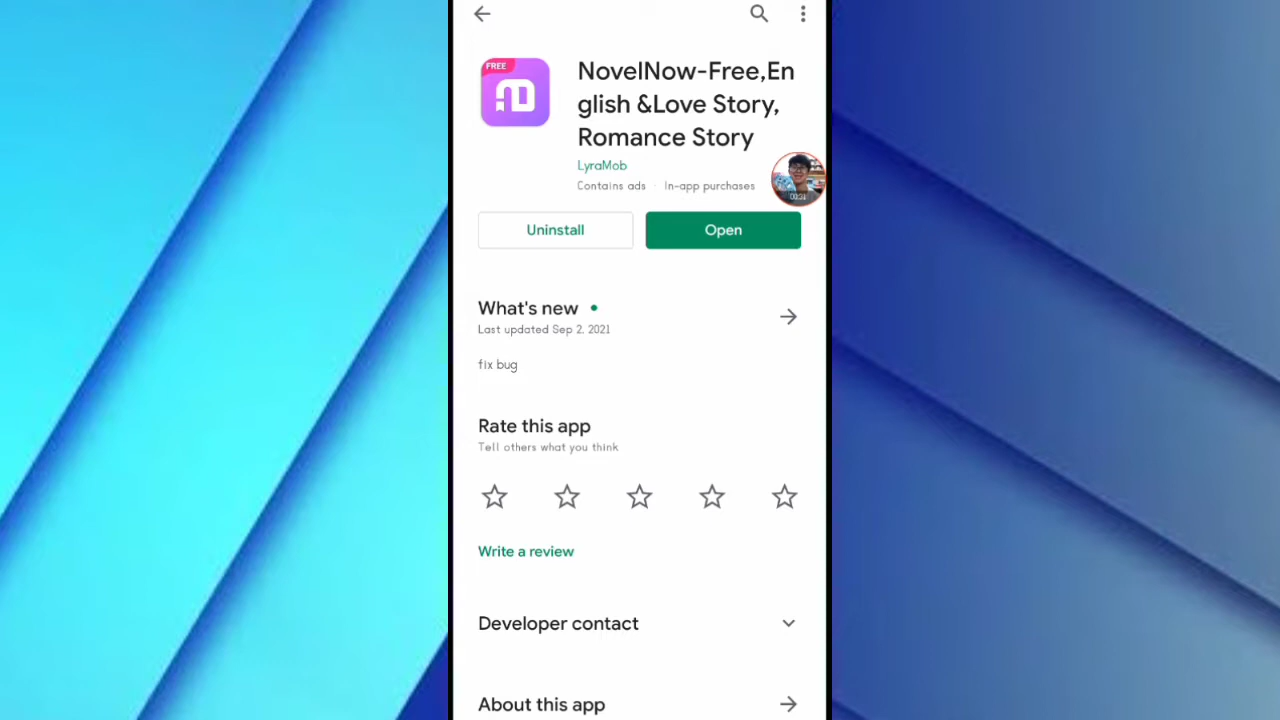 FREE
NovelNow-Free,En
glish &Love Story,
Romance Story
LyraMob
Contains ads · In-app purchases
00:31
Uninstall
Open
What's new
Last updated Sep 2, 2021
fix bug
Rate this app
Tell others what you think
Write a review
Developer contact
About this app